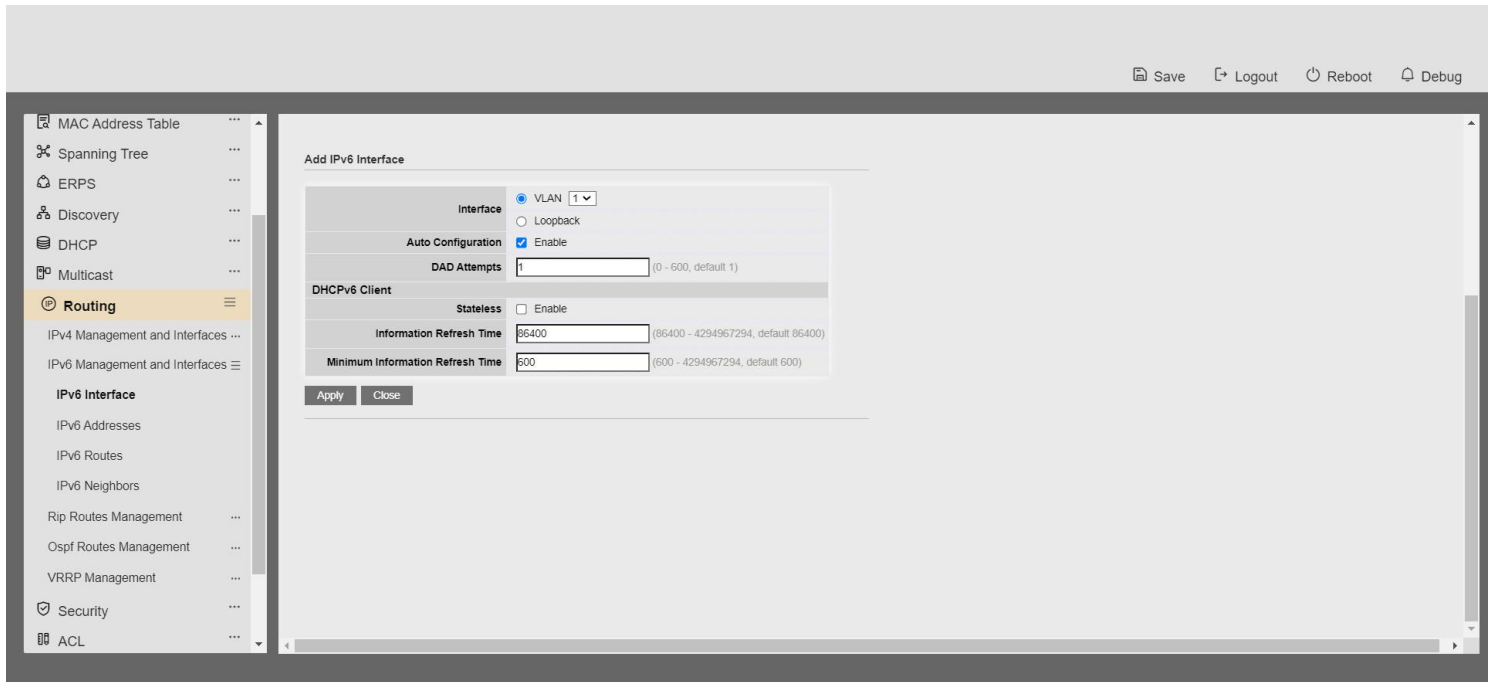 Save Logout Reboot Debug
MAC Address Table ...
Spanning Tree ...
ERPS ...
Discovery ...
DHCP ...
Multicast ...
IP Routing
IPv4 Management and Interfaces ...
IPv6 Management and Interfaces
IPv6 Interface
IPv6 Addresses
IPv6 Routes
IPv6 Neighbors
Rip Routes Management ...
Ospf Routes Management ...
VRRP Management ...
Security ...
ACL ...
Add IPv6 Interface
Interface VLAN 1
Loopback
Auto Configuration Enable
DAD Attempts 1 (0 - 600, default 1)
DHCPv6 Client
Stateless Enable
Information Refresh Time 86400 (86400 - 4294967294, default 86400)
Minimum Information Refresh Time 600 (600 - 4294967294, default 600)
Apply Close